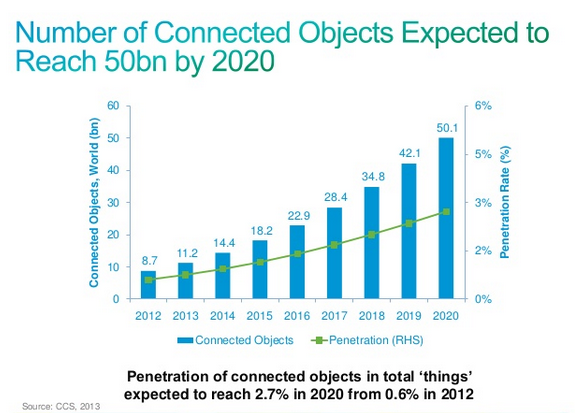 Number of Connected Objects Expected to
Reach 50bn by 2020
Connected Objects, World (bn)
60
50
40
30
20
10
0
8.7
11.2
14.4
18.2
22.9
28.4
34.8
42.1
50.1
6%
5%
3%
2%
0%
Penetration Rate (%)
2012 2013 2014 2015 2016 2017 2018 2019 2020
Connected Objects Penetration (RHS)
Penetration of connected objects in total ‘things’
expected to reach 2.7% in 2020 from 0.6% in 2012
Source: CCS, 2013